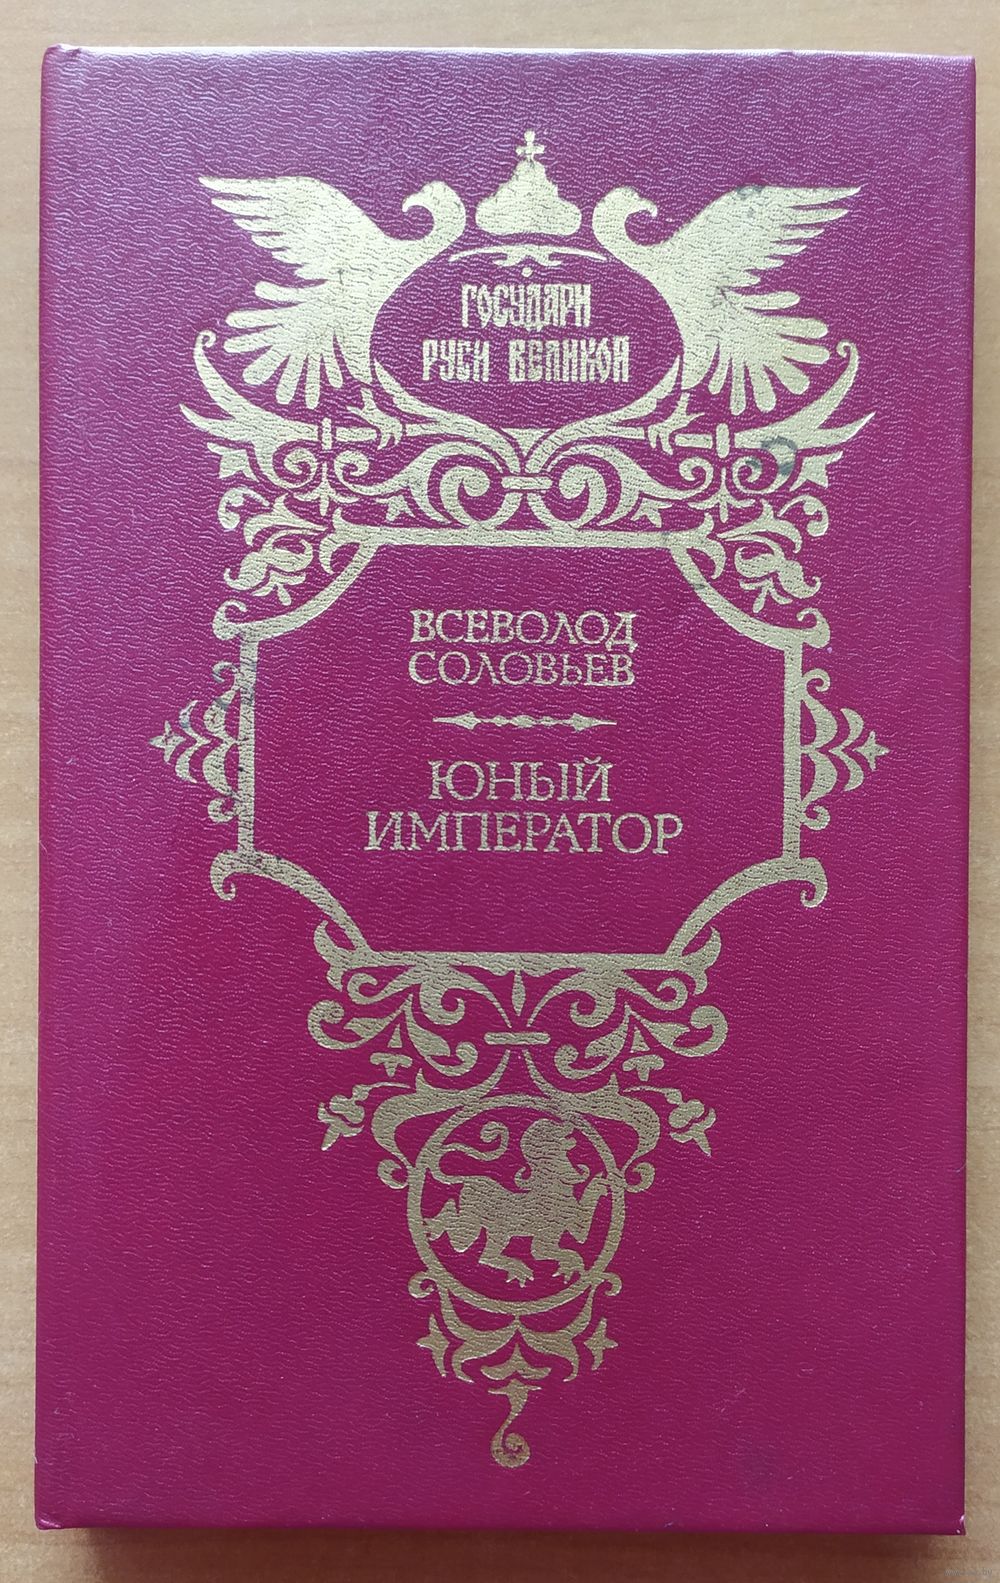 ГОСУДАРИ
РУСИ ВЕЛИКОЙ
ВСЕВОЛОД
СОЛОВЬЕВ
ЮНЫЙ
ИМПЕРАТОР